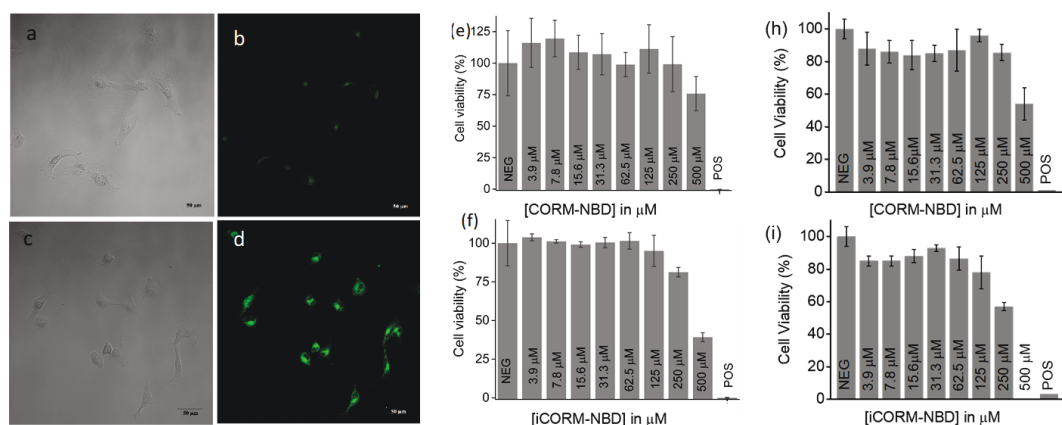 a
b
50 μm
50 μm
c
d
50 μm
50 μm
(e)
Cell viability (%)
125
100
75
50
25
0
NEG
3.9 μM
7.8 μM
15.6 μM
31.3 μM
62.5 μM
125 μM
250 μM
500 μM
POS
[CORM-NBD] in μM
(f)
Cell viability (%)
100
75
50
25
0
NEG
3.9 μM
7.8 μM
15.6 μM
31.3 μM
62.5 μM
125 μM
250 μM
500 μM
POS
[iCORM-NBD] in μM
(h)
Cell Viability (%)
100
80
60
40
20
0
NEG
3.9 μM
7.8 μM
15.6 μM
31.3 μM
62.5 μM
125 μM
250 μM
500 μM
POS
[CORM-NBD] in μM
(i)
Cell Viability (%)
100
80
60
40
20
0
NEG
3.9 μM
7.8 μM
15.6μM
31.3 μM
62.5 μM
125 μM
250 μM
500 μM
POS
[iCORM-NBD] in μM